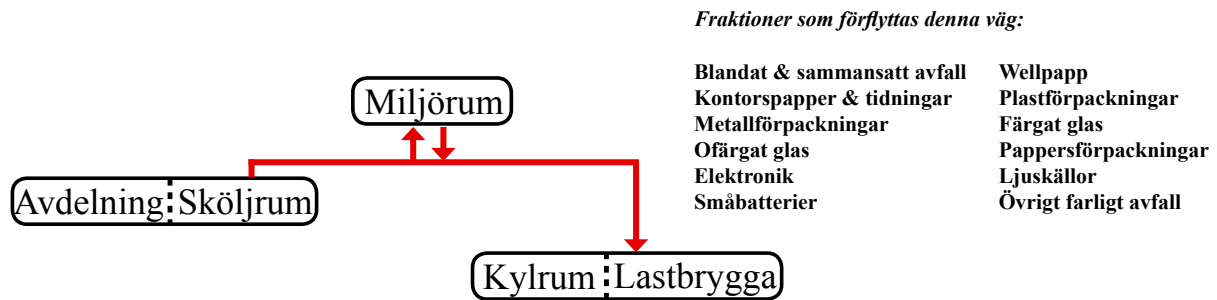 Fraktioner som förflyttas denna väg:
Blandat & sammansatt avfall Wellpapp
Kontorspapper & tidningar Plastförpackningar
Metallförpackningar Färgat glas
Ofärgat glas Pappersförpackningar
Elektronik Ljuskällor
Småbatterier Övrigt farligt avfall
Miljörum
Avdelning Sköljrum
Kylrum Lastbrygga